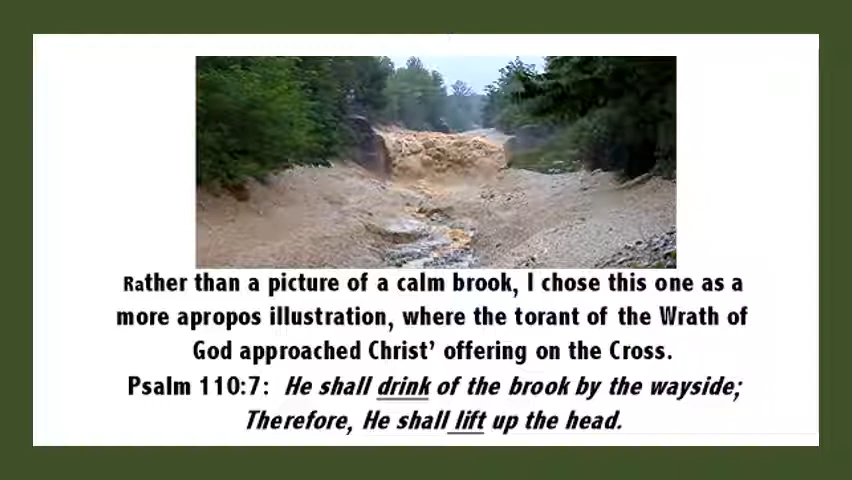 Rather than a picture of a calm brook, I chose this one as a
more apropos illustration, where the torant of the Wrath of
God approached Christ’ offering on the Cross.
Psalm 110:7: He shall drink of the brook by the wayside;
Therefore, He shall lift up the head.